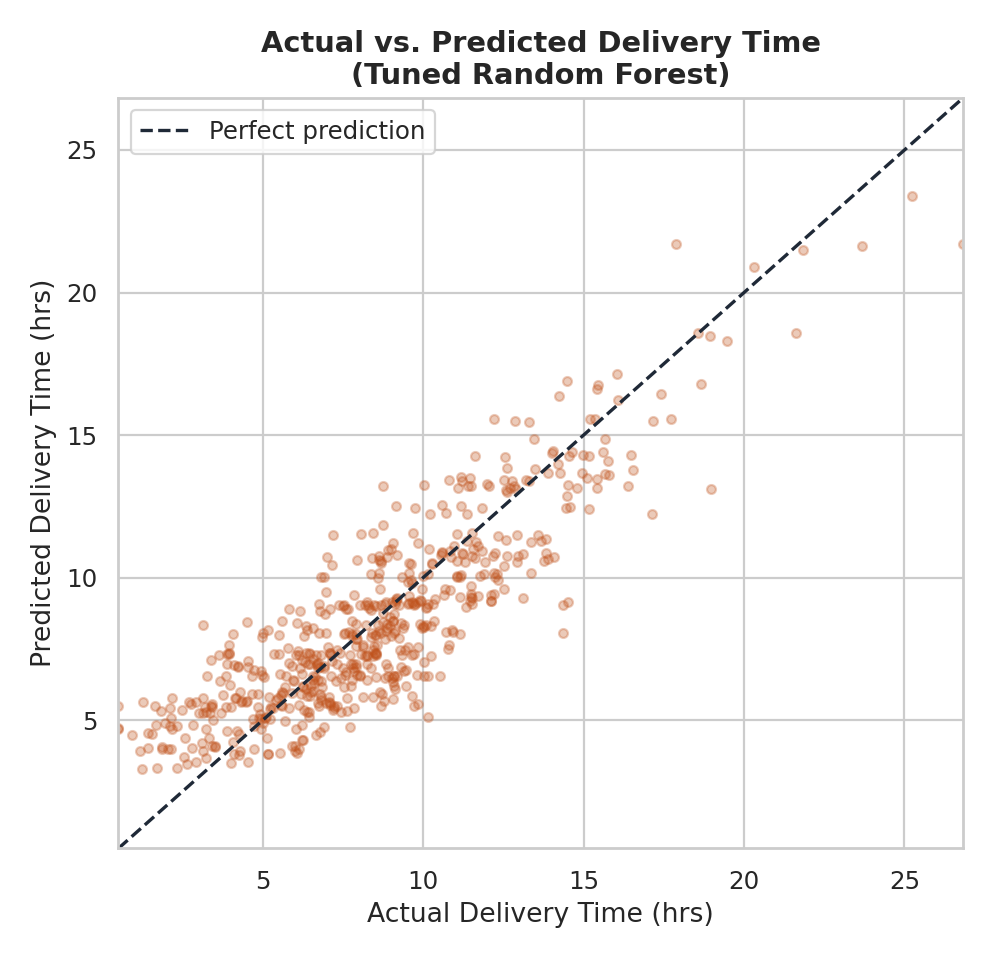 Actual vs. Predicted Delivery Time
(Tuned Random Forest)
Perfect prediction
25
20
15
10
5
Predicted Delivery Time (hrs)
5
10
15
20
25
Actual Delivery Time (hrs)